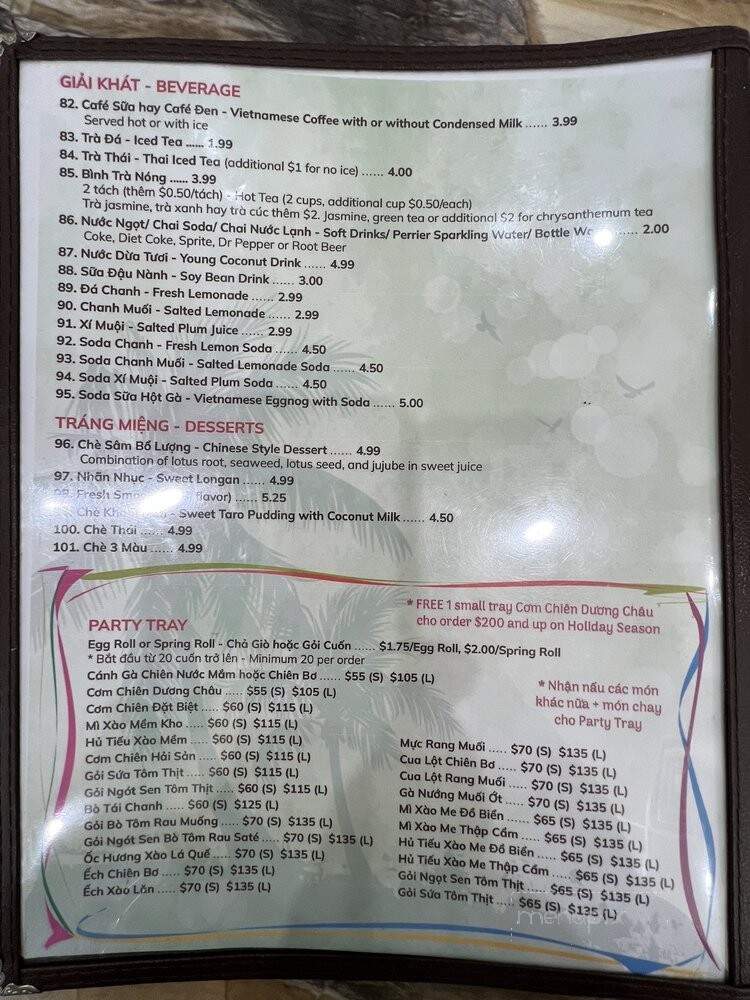 GIẢI KHÁT - BEVERAGE
82. Café Sữa hay Café Đen - Vietnamese Coffee with or without Condensed Milk ...... 3.99
Served hot or with ice
83. Trà Đá - Iced Tea ...... 1.99
84. Trà Thái - Thai Iced Tea (additional $1 for no ice) ...... 4.00
85. Bình Trà Nóng ...... 3.99
2 tách (thêm $0.50/tách) - Hot Tea (2 cups, additional cup $0.50/each)
Trà jasmine, trà xanh hay trà cúc thêm $2. Jasmine, green tea or additional $2 for chrysanthemum tea
86. Nước Ngọt/ Chai Soda/ Chai Nước Lạnh - Soft Drinks/ Perrier Sparkling Water/ Bottle ...... 2.00
Coke, Diet Coke, Sprite, Dr Pepper or Root Beer
87. Nước Dừa Tươi - Young Coconut Drink ...... 4.99
88. Sữa Đậu Nành - Soy Bean Drink ...... 3.00
89. Đá Chanh - Fresh Lemonade ...... 2.99
90. Chanh Muối - Salted Lemonade ...... 2.99
91. Xí Muội - Salted Plum Juice ...... 2.99
92. Soda Chanh - Fresh Lemon Soda ...... 4.50
93. Soda Chanh Muối - Salted Lemonade Soda ...... 4.50
94. Soda Xí Muội - Salted Plum Soda ...... 4.50
95. Soda Sữa Hột Gà - Vietnamese Eggnog with Soda ...... 5.00
TRÁNG MIỆNG - DESSERTS
96. Chè Sâm Bổ Lượng - Chinese Style Dessert ...... 4.99
Combination of lotus root, seaweed, lotus seed, and jujube in sweet juice
97. Nhãn Nhục - Sweet Longan ...... 4.99
98. Fresh flavor) ...... 5.25
Chè - Sweet Taro Pudding with Coconut Milk ...... 4.50
100. Chè Thái ...... 4.99
101. Chè 3 Màu ...... 4.99
* FREE 1 small tray Cơm Chiên Dương Châu
cho order $200 and up on Holiday Season
PARTY TRAY
Egg Roll or Spring Roll - Chả Giò hoặc Gỏi Cuốn ...... $1.75/Egg Roll, $2.00/Spring Roll
* Bắt đầu từ 20 cuốn trở lên - Minimum 20 per order
Cánh Gà Chiên Nước Mắm hoặc Chiên Bơ ..... $55 (S) $105 (L)
Cơm Chiên Dương Châu ..... $55 (S) $105 (L)
Cơm Chiên Đặt Biệt ..... $60 (S) $115 (L)
Mì Xào Mềm Kho ..... $60 (S) $115 (L)
Hủ Tiếu Xào Mềm ..... $60 (S) $115 (L)
Cơm Chiên Hải Sản ..... $60 (S) $115 (L)
Gỏi Sứa Tôm Thịt ..... $60 (S) $115 (L)
Gỏi Ngót Sen Tôm Thịt ..... $60 (S) $115 (L)
Bò Tái Chanh ..... $60 (S) $125 (L)
Gỏi Bò Tôm Rau Muống ..... $70 (S) $135 (L)
Gỏi Ngót Sen Bò Tôm Rau Saté ..... $70 (S) $135 (L)
Ốc Hương Xào Lá Quế ..... $70 (S) $135 (L)
Ếch Chiên Bơ ..... $70 (S) $135 (L)
Ếch Xào Lăn ..... $70 (S) $135 (L)
* Nhận nấu các món
khác nữa + món chay
cho Party Tray
Mực Rang Muối ..... $70 (S) $135 (L)
Cua Lột Chiên Bơ ..... $70 (S) $135 (L)
Cua Lột Rang Muối ..... $70 (S) $135 (L)
Gà Nướng Muối Ớt ..... $70 (S) $135 (L)
Mì Xào Me Đồ Biển ..... $65 (S) $135 (L)
Mì Xào Me Thập Cẩm ..... $65 (S) $135 (L)
Hủ Tiếu Xào Me Đồ Biển ..... $65 (S) $135 (L)
Hủ Tiếu Xào Me Thập Cẩm ..... $65 (S) $135 (L)
Gỏi Ngọt Sen Tôm Thịt ..... $65 (S) $135 (L)
Gỏi Sứa Tôm Thịt ..... $65 (S) $135 (L)